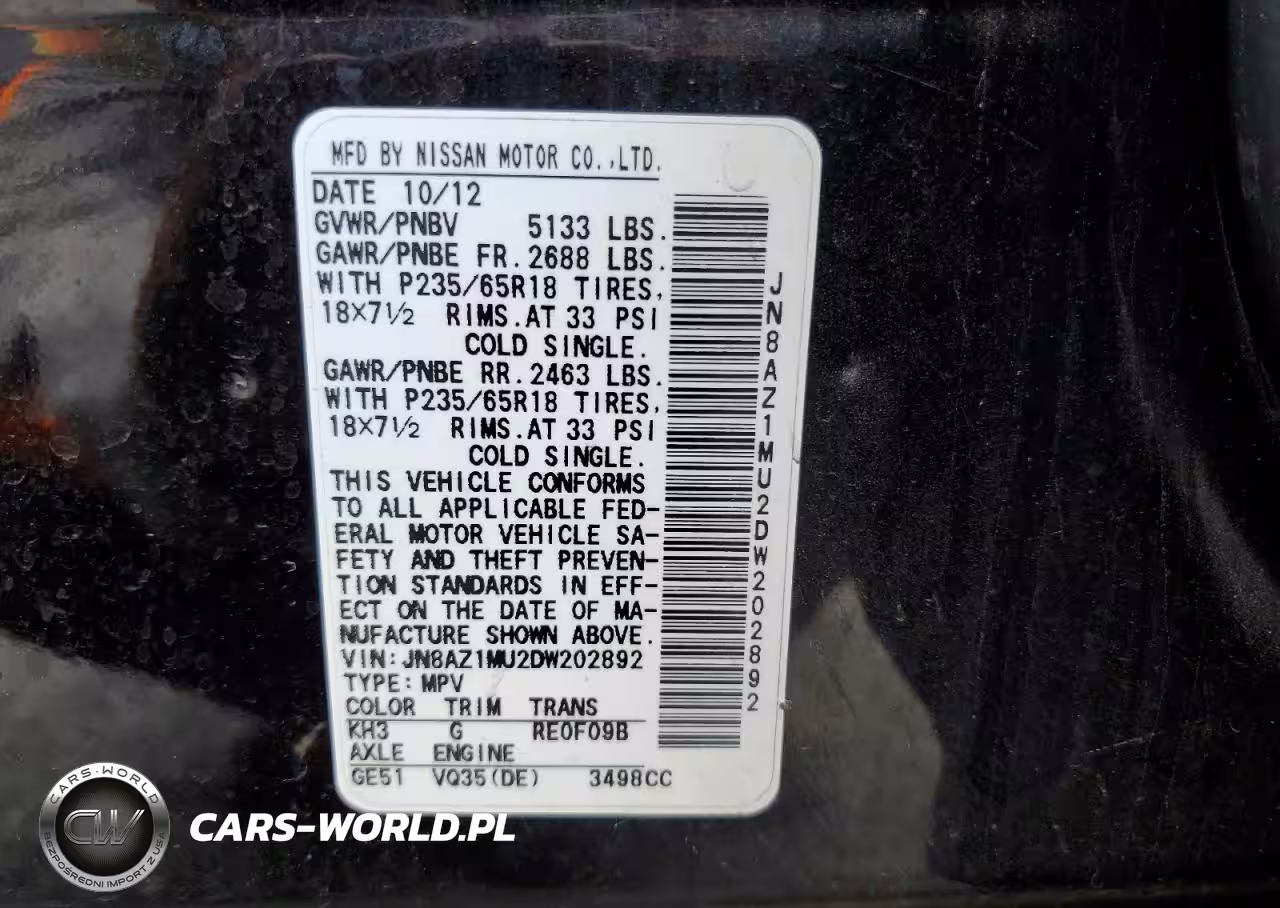 MFD BY NISSAN MOTOR CO.,LTD.
DATE 10/12
GVWR/PNBV 5133 LBS.
GAWR/PNBE FR. 2688 LBS.
WITH P235/65R18 TIRES,
18×7½ RIMS. AT 33 PSI
COLD SINGLE.
GAWR/PNBE RR. 2463 LBS.
WITH P235/65R18 TIRES,
18×7½ RIMS. AT 33 PSI
COLD SINGLE.
THIS VEHICLE CONFORMS
TO ALL APPLICABLE FED-
ERAL MOTOR VEHICLE SA-
FETY AND THEFT PREVEN-
TION STANDARDS IN EFF-
ECT ON THE DATE OF MA-
NUFACTURE SHOWN ABOVE.
VIN: JN8AZ1MU2DW202892
TYPE: MPV
COLOR TRIM TRANS
KH3 G RE0F09B
AXLE ENGINE
GE51 VQ35(DE) 3498CC
JN8AZ1MU2DW202892
CARS-WORLD
CW
BEZPOŚREDNI IMPORT Z USA
CARS-WORLD.PL